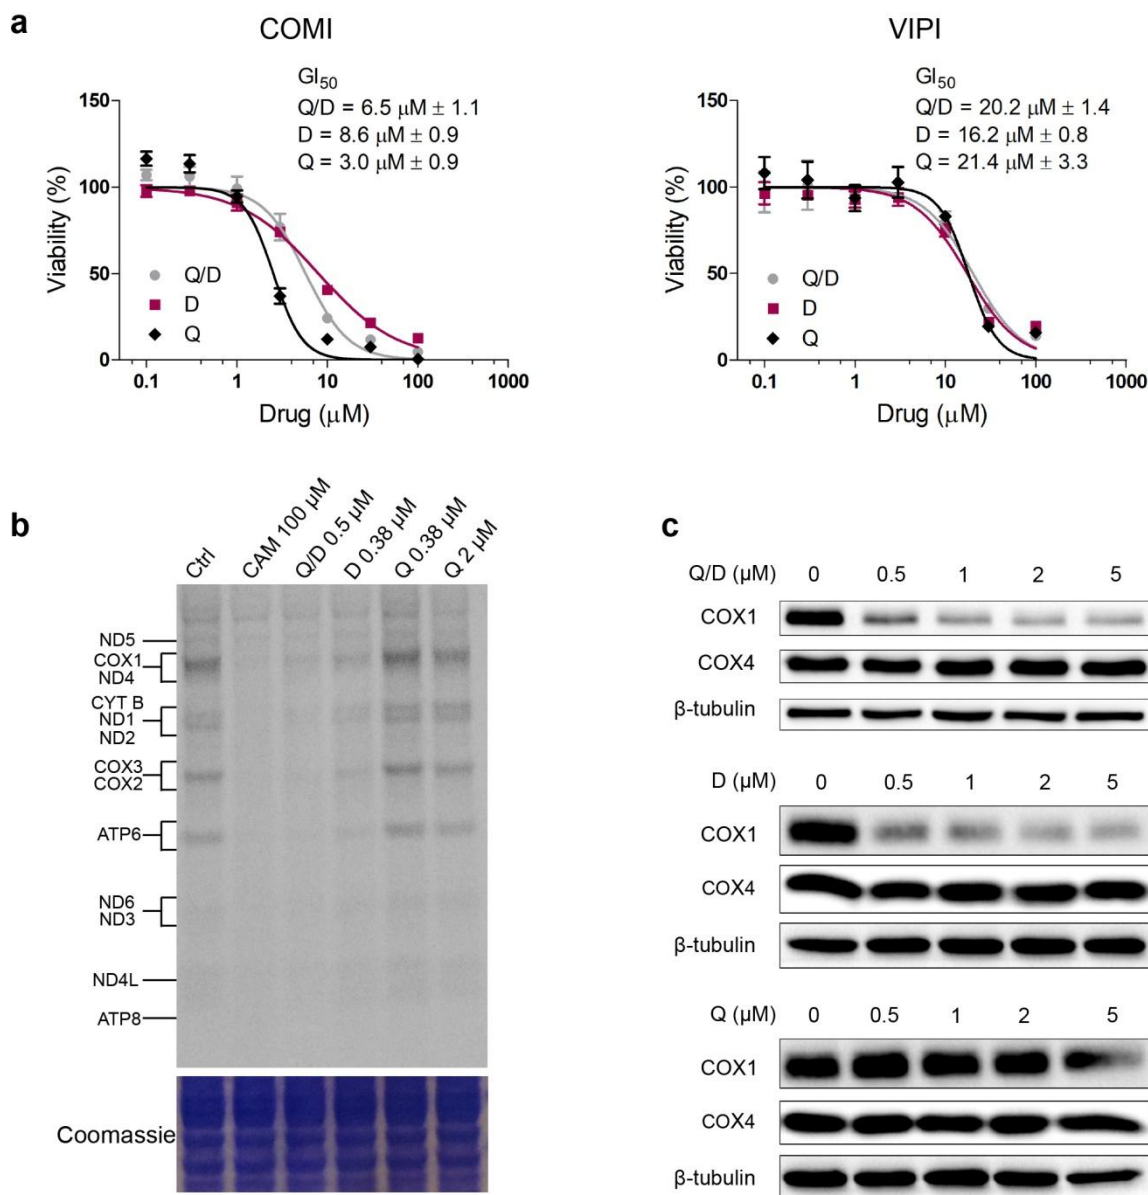 a
COMI
GI50
Q/D = 6.5 µM ± 1.1
D = 8.6 µM ± 0.9
Q = 3.0 µM ± 0.9
150
100
50
0
Viability (%)
Q/D
D
Q
0.1 1 10 100 1000
Drug (µM)
VIPI
GI50
Q/D = 20.2 µM ± 1.4
D = 16.2 µM ± 0.8
Q = 21.4 µM ± 3.3
150
100
50
0
Viability (%)
Q/D
D
Q
0.1 1 10 100 1000
Drug (µM)
b
Ctrl
CAM 100 µM
Q/D 0.5 µM
D 0.38 µM
Q 0.38 µM
Q 2 µM
ND5
COX1
ND4
CYT B
ND1
ND2
COX3
COX2
ATP6
ND6
ND3
ND4L
ATP8
Coomassie
c
Q/D (µM) 0 0.5 1 2 5
COX1
COX4
β-tubulin
D (µM) 0 0.5 1 2 5
COX1
COX4
β-tubulin
Q (µM) 0 0.5 1 2 5
COX1
COX4
β-tubulin